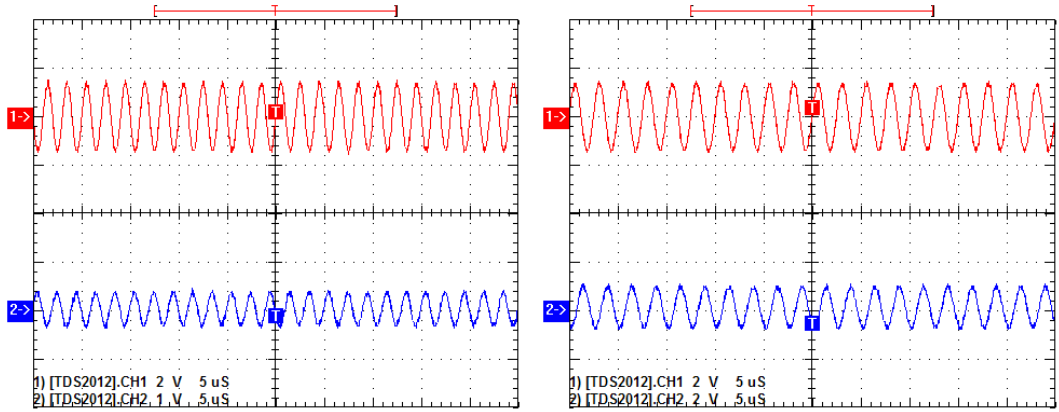 T
T
1->
T
1->
T
2->
T
2->
T
1) [TDS2012].CH1 2 V 5 uS
2) [TDS2012].CH2 1 V 5 uS
1) [TDS2012].CH1 2 V 5 uS
2) [TDS2012].CH2 2 V 5 uS